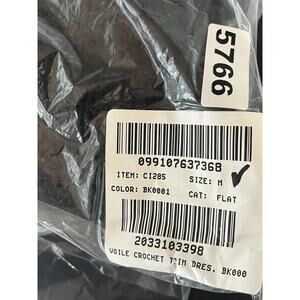 5766
099107637368
ITEM: CI285 SIZE: M
COLOR: BK0001 CAT: FLAT
2033103398
VOILE CROCHET TRIM DRES, BK000